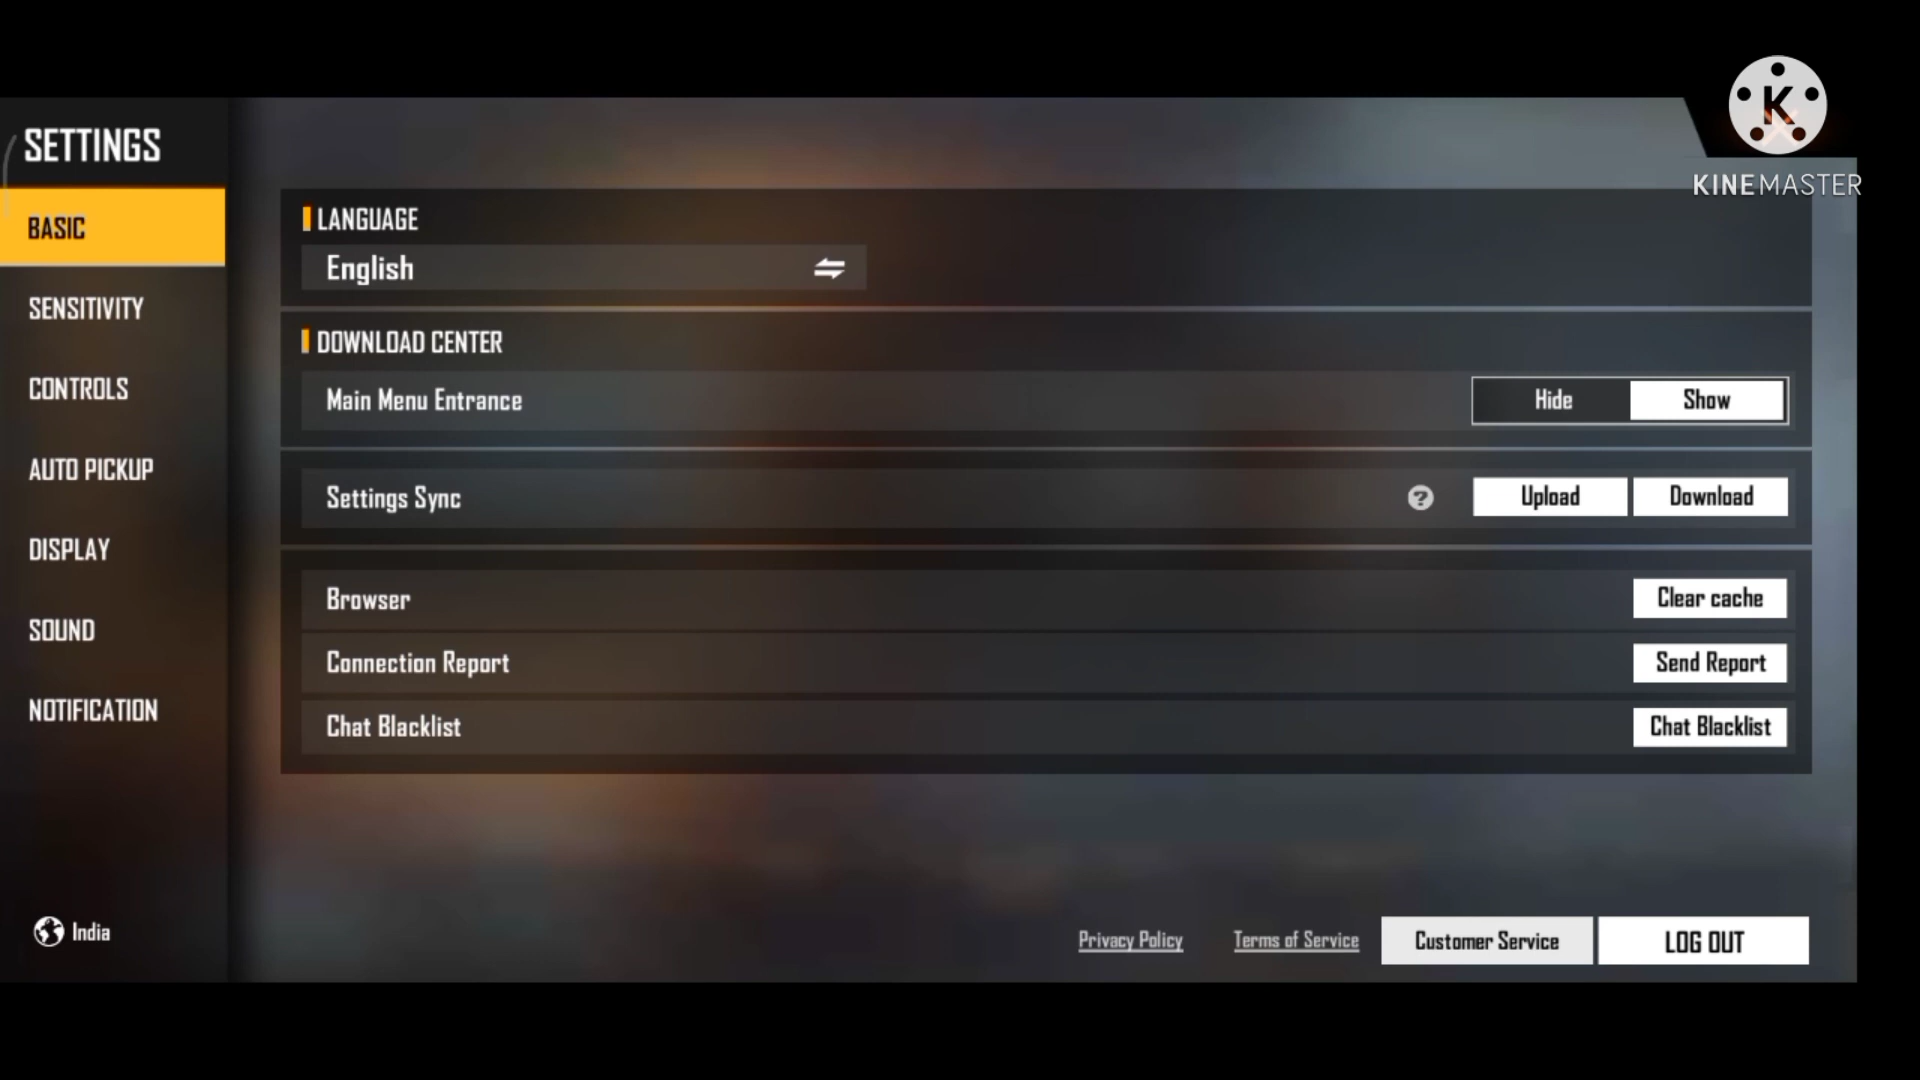 K
KINEMASTER
SETTINGS
BASIC
SENSITIVITY
CONTROLS
AUTO PICKUP
DISPLAY
SOUND
NOTIFICATION
India
LANGUAGE
English
DOWNLOAD CENTER
Main Menu Entrance Hide Show
Settings Sync ? Upload Download
Browser Clear cache
Connection Report Send Report
Chat Blacklist Chat Blacklist
Privacy Policy Terms of Service Customer Service LOG OUT